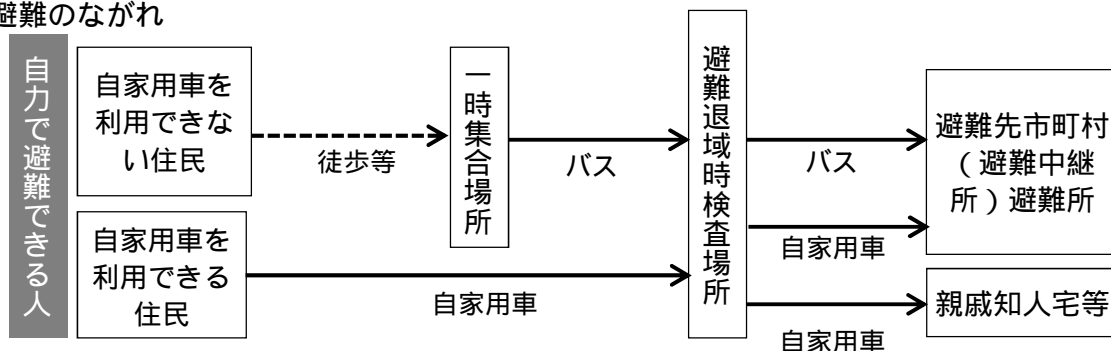 避難のながれ
自力で避難できる人
自家用車を
利用できな
い住民
徒歩等
一時集合場所
バス
避難退域時検査場所
バス
避難先市町村
（避難中継
所）避難所
自家用車を
利用できる
住民
自家用車
自家用車
自家用車
親戚知人宅等